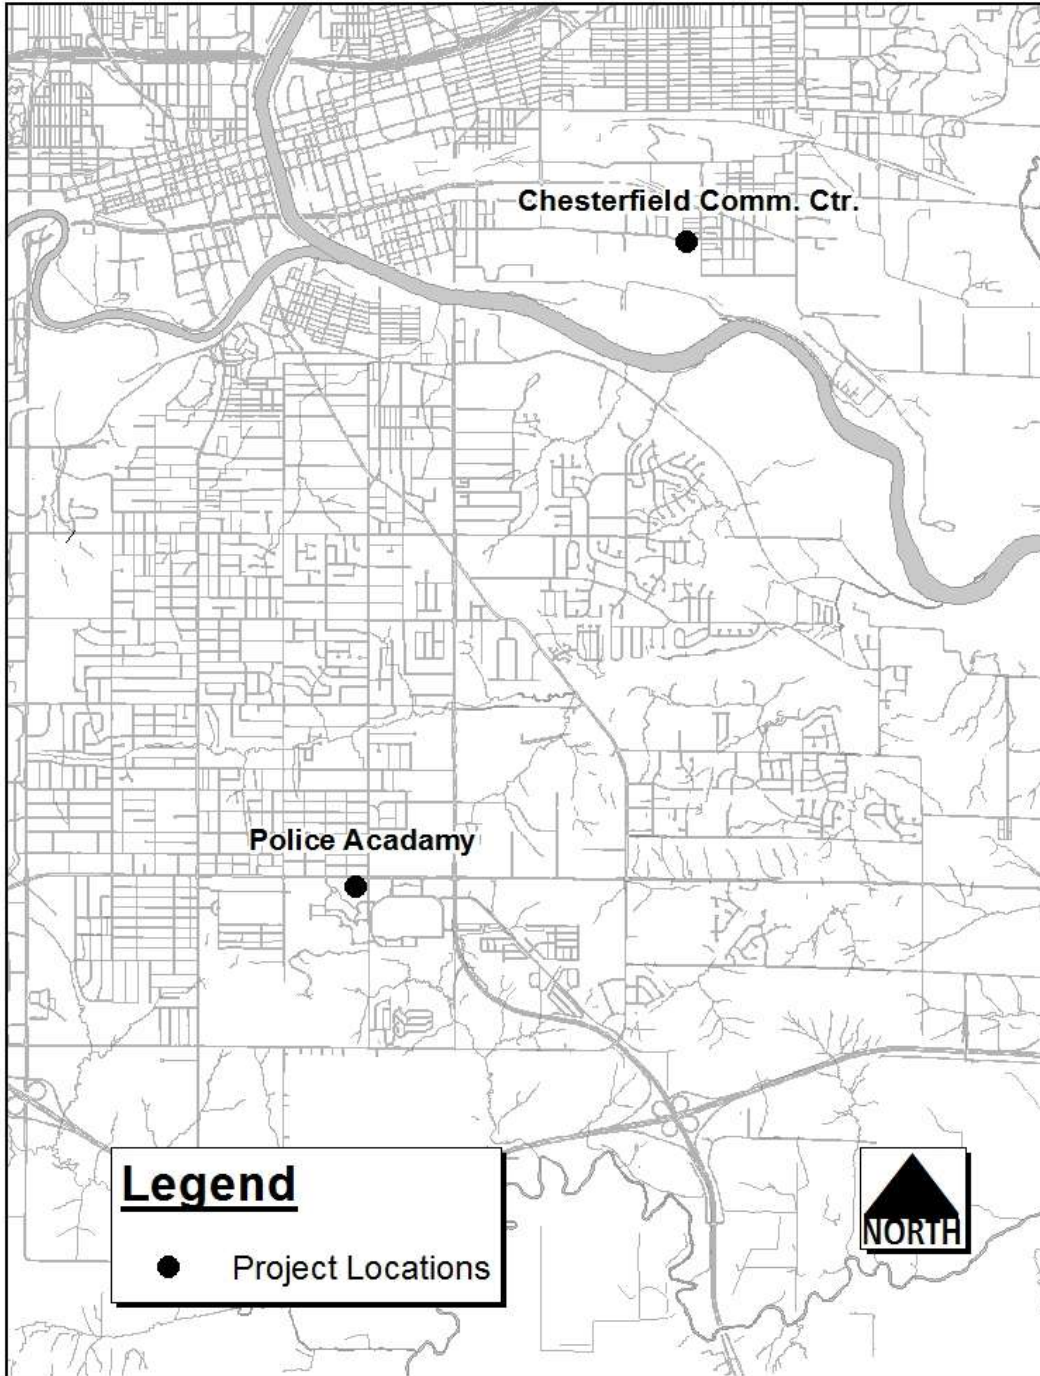 Chesterfield Comm. Ctr.
Police Acadamy
Legend
Project Locations
NORTH